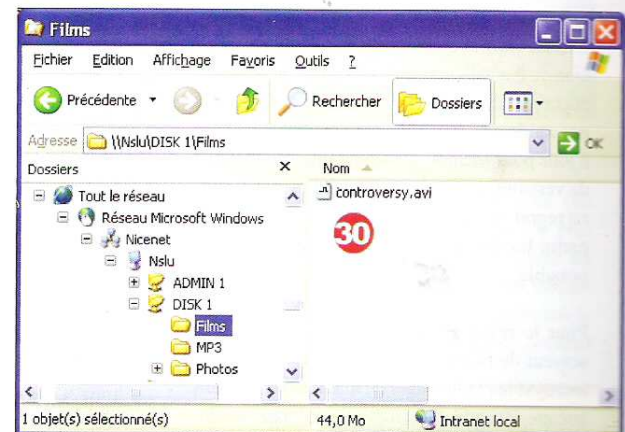 Films
Fichier Edition Affichage Favoris Outils ?
Précédente Rechercher Dossiers
Adresse \\Nslu\DISK 1\Films OK
Dossiers
Tout le réseau
Réseau Microsoft Windows
Nicenet
Nslu
ADMIN 1
DISK 1
Films
MP3
Photos
Nom
controversy.avi
30
1 objet(s) sélectionné(s) 44,0 Mo Intranet local